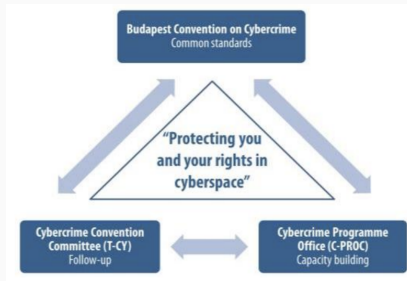 Budapest Convention on Cybercrime
Common standards
“Protecting you
and your rights in
cyberspace”
Cybercrime Convention
Committee (T-CY)
Follow-up
Cybercrime Programme
Office (C-PROC)
Capacity building